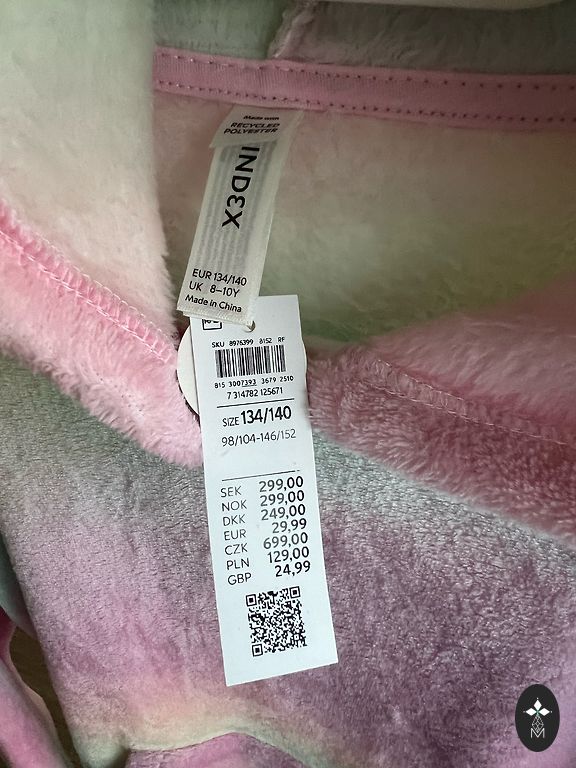 Made with
RECYCLED
POLYESTER
INDEX
EUR 134/140
UK 8-10Y
Made in China
SKU 8976399 8152 RF
815 3007393 3679 2510
7 314782 125671
SIZE 134/140
98/104-146/152
SEK 299,00
NOK 299,00
DKK 249,00
EUR 29,99
CZK 699,00
PLN 129,00
GBP 24,99
M